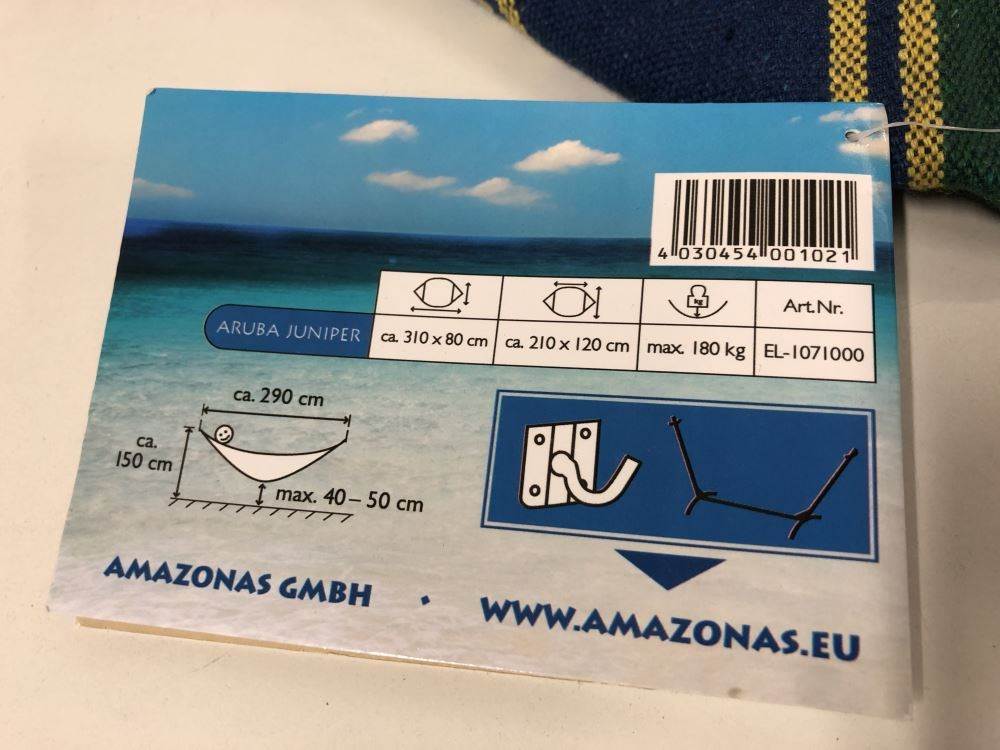 4 030454 001021
Art.Nr.
ARUBA JUNIPER ca. 310 x 80 cm ca. 210 x 120 cm max. 180 kg EL-1071000
kg
ca. 290 cm
ca.
150 cm
max. 40 – 50 cm
AMAZONAS GMBH • WWW.AMAZONAS.EU